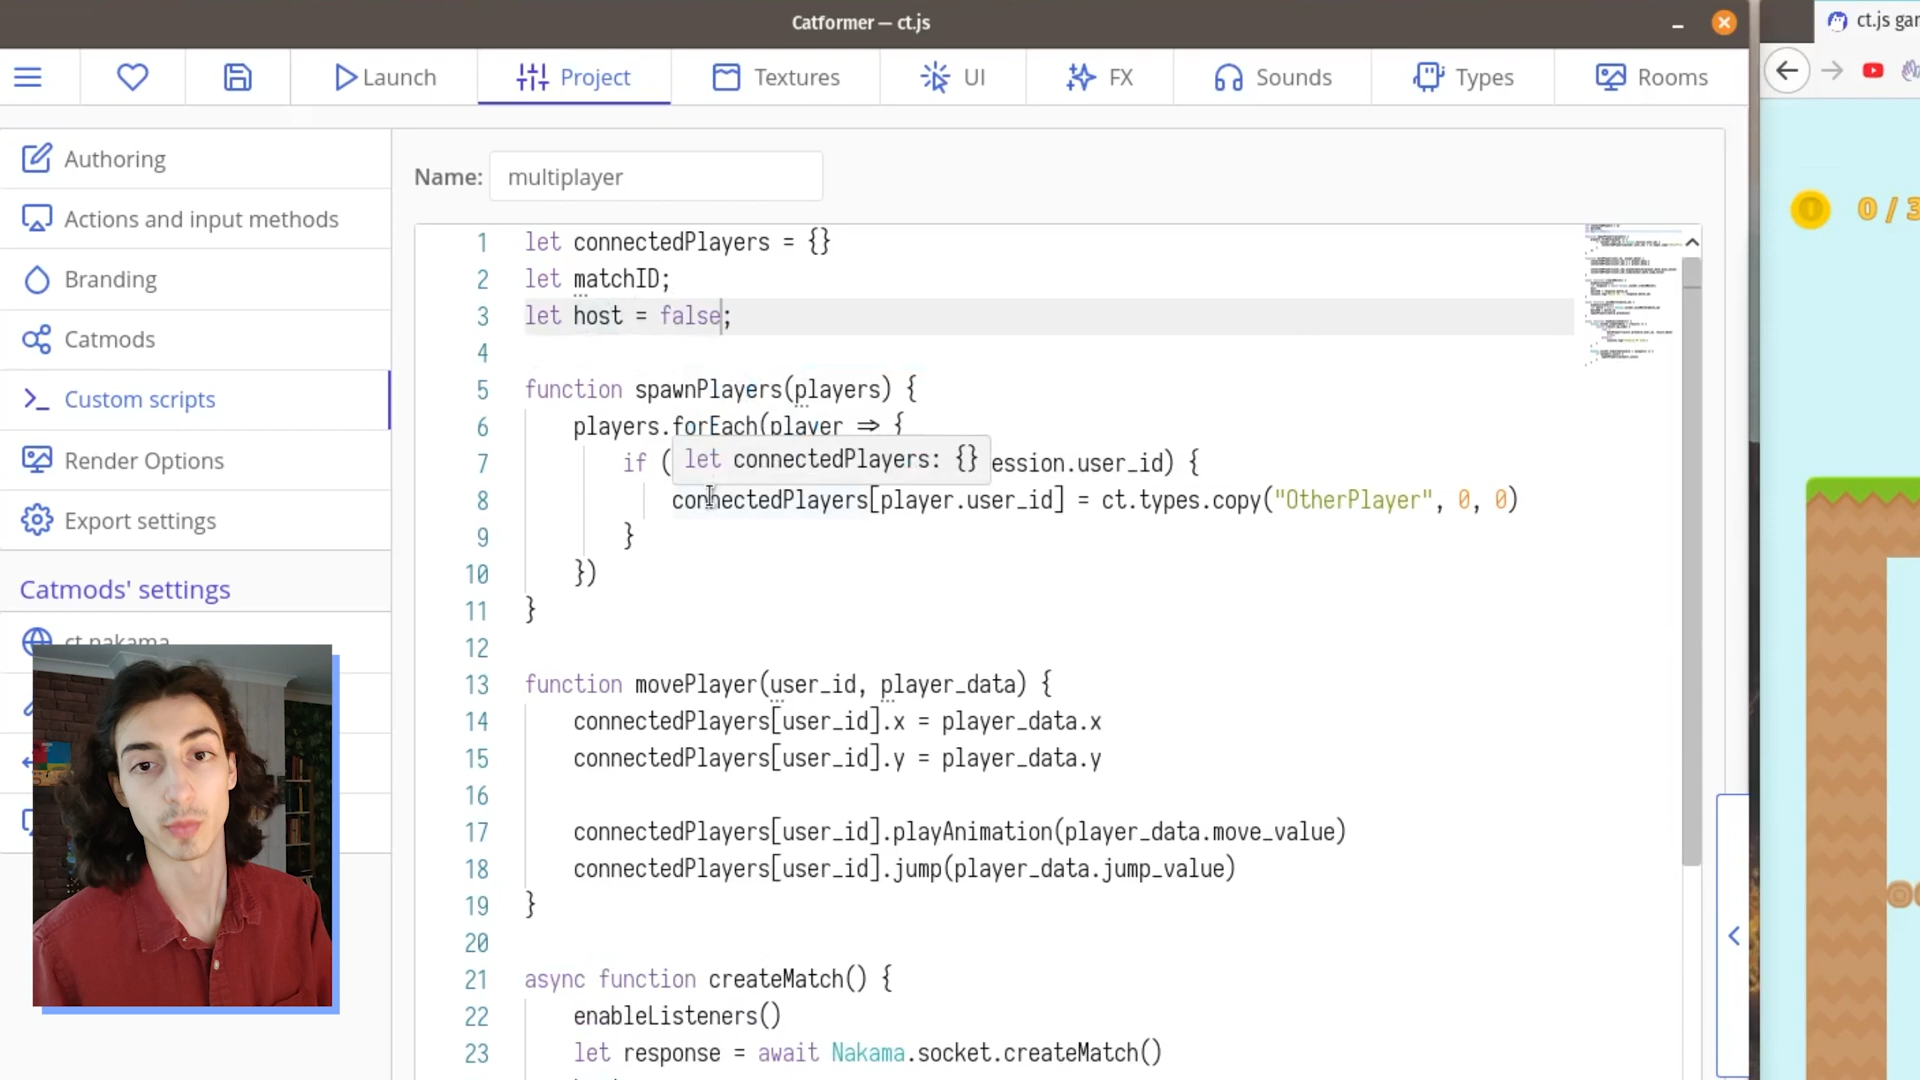 Catformer — ct.js
ct.js gam
Launch
Project
Textures
UI
FX
Sounds
Types
Rooms
Authoring
Actions and input methods
Branding
Catmods
Custom scripts
Render Options
Export settings
Catmods' settings
ct.nakama
Name: multiplayer
0 / 3
1 let connectedPlayers = {}
2 let matchID;
3 let host = false;
4
5 function spawnPlayers(players) {
6 players.forEach(player => {
let connectedPlayers: {}
7 if ( ession.user_id) {
8 connectedPlayers[player.user_id] = ct.types.copy("OtherPlayer", 0, 0)
9 }
10 })
11 }
12
13 function movePlayer(user_id, player_data) {
14 connectedPlayers[user_id].x = player_data.x
15 connectedPlayers[user_id].y = player_data.y
16
17 connectedPlayers[user_id].playAnimation(player_data.move_value)
18 connectedPlayers[user_id].jump(player_data.jump_value)
19 }
20
21 async function createMatch() {
22 enableListeners()
23 let response = await Nakama.socket.createMatch()